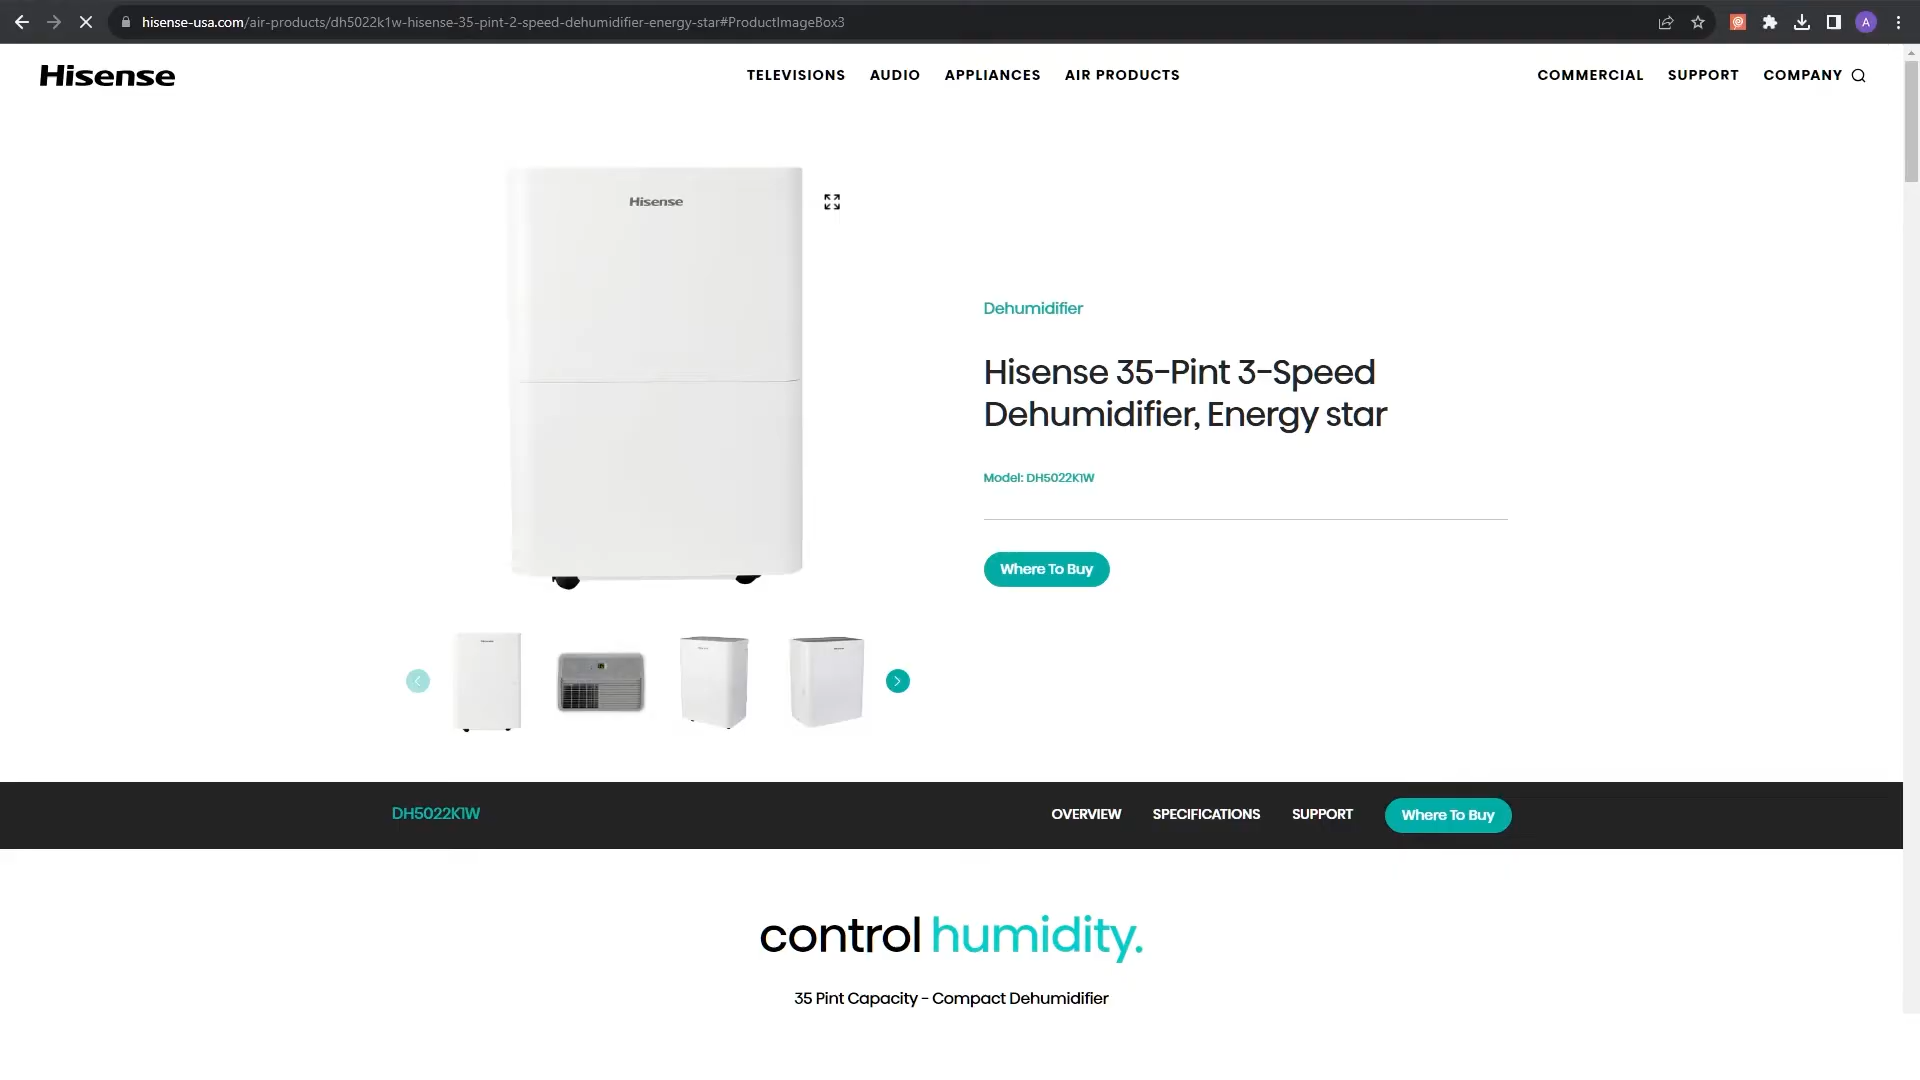 hisense-usa.com/air-products/dh5022k1w-hisense-35-pint-2-speed-dehumidifier-energy-star#ProductImageBox3
A
Hisense
TELEVISIONS AUDIO APPLIANCES AIR PRODUCTS
COMMERCIAL SUPPORT COMPANY
Hisense
Dehumidifier
Hisense 35-Pint 3-Speed
Dehumidifier, Energy star
Model: DH5022K1W
Where To Buy
DH5022K1W
OVERVIEW SPECIFICATIONS SUPPORT Where To Buy
control humidity.
35 Pint Capacity - Compact Dehumidifier